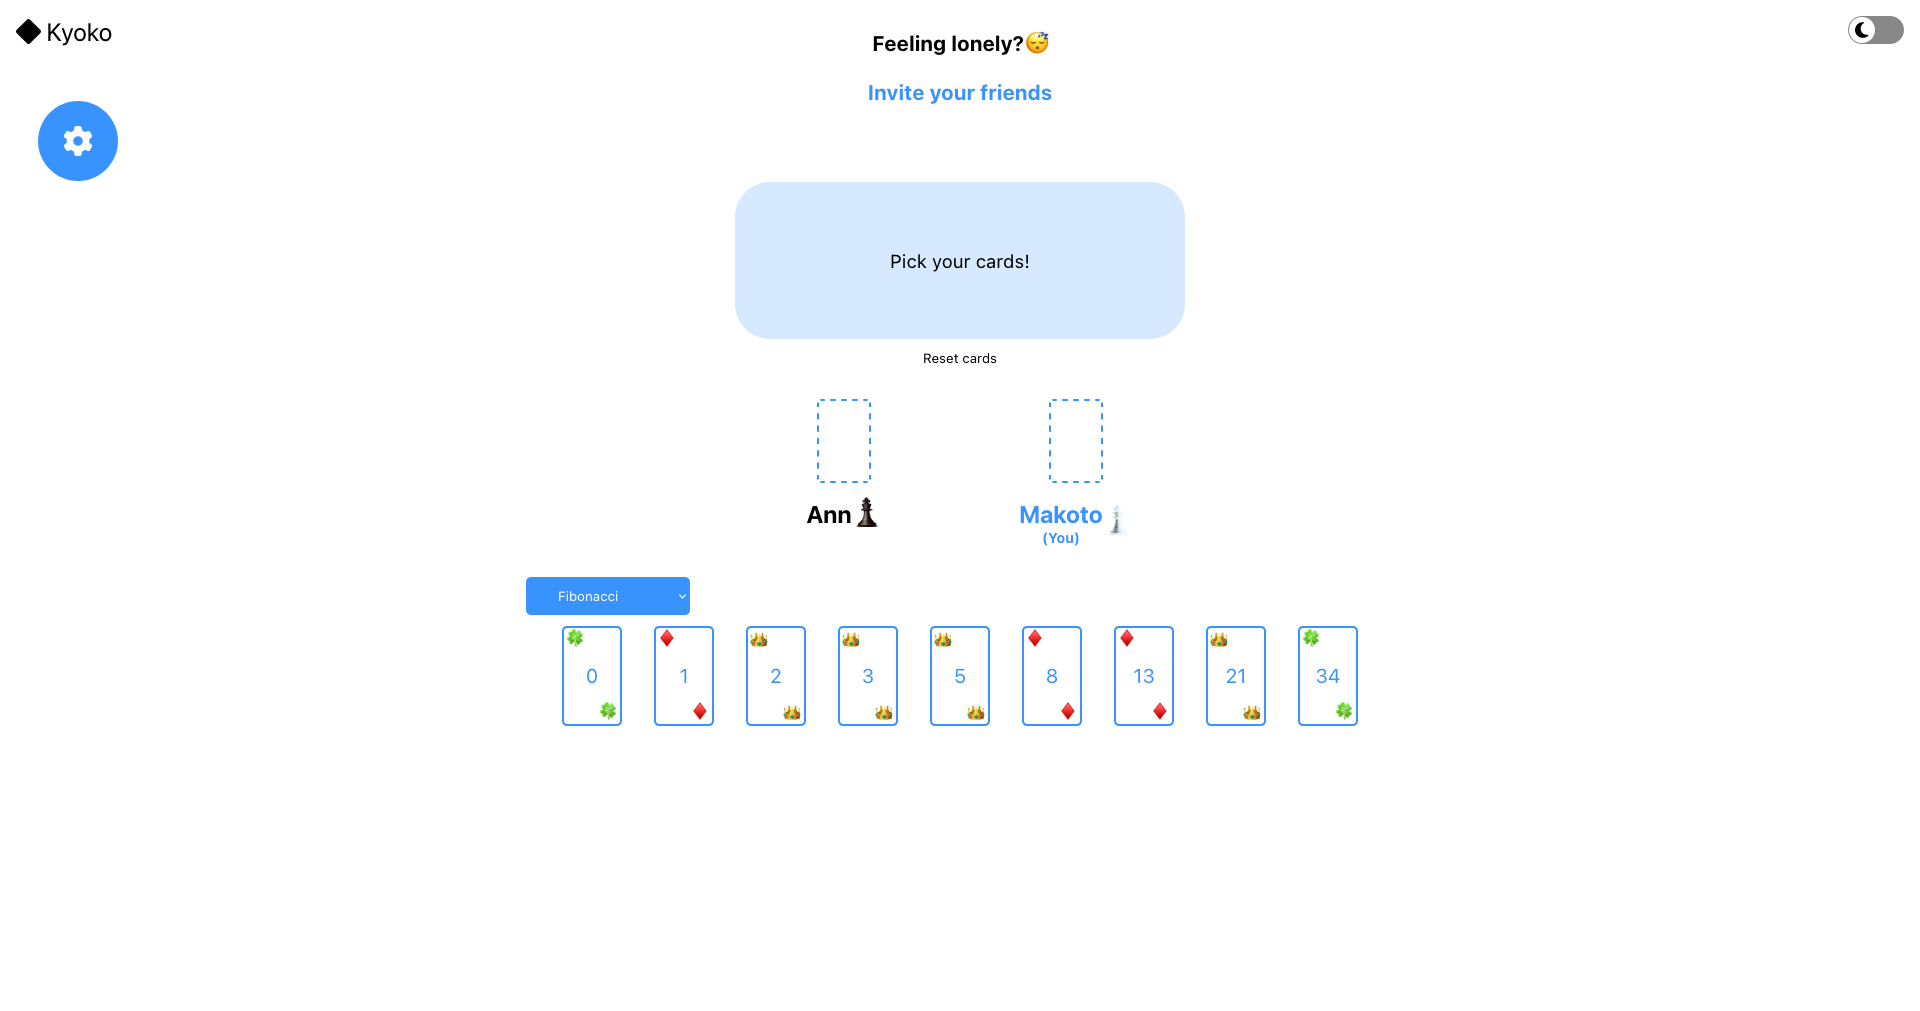 Kyoko
Feeling lonely?😴
Invite your friends
Pick your cards!
Reset cards
Ann
Makoto
(You)
Fibonacci
0 1 2 3 5 8 13 21 34